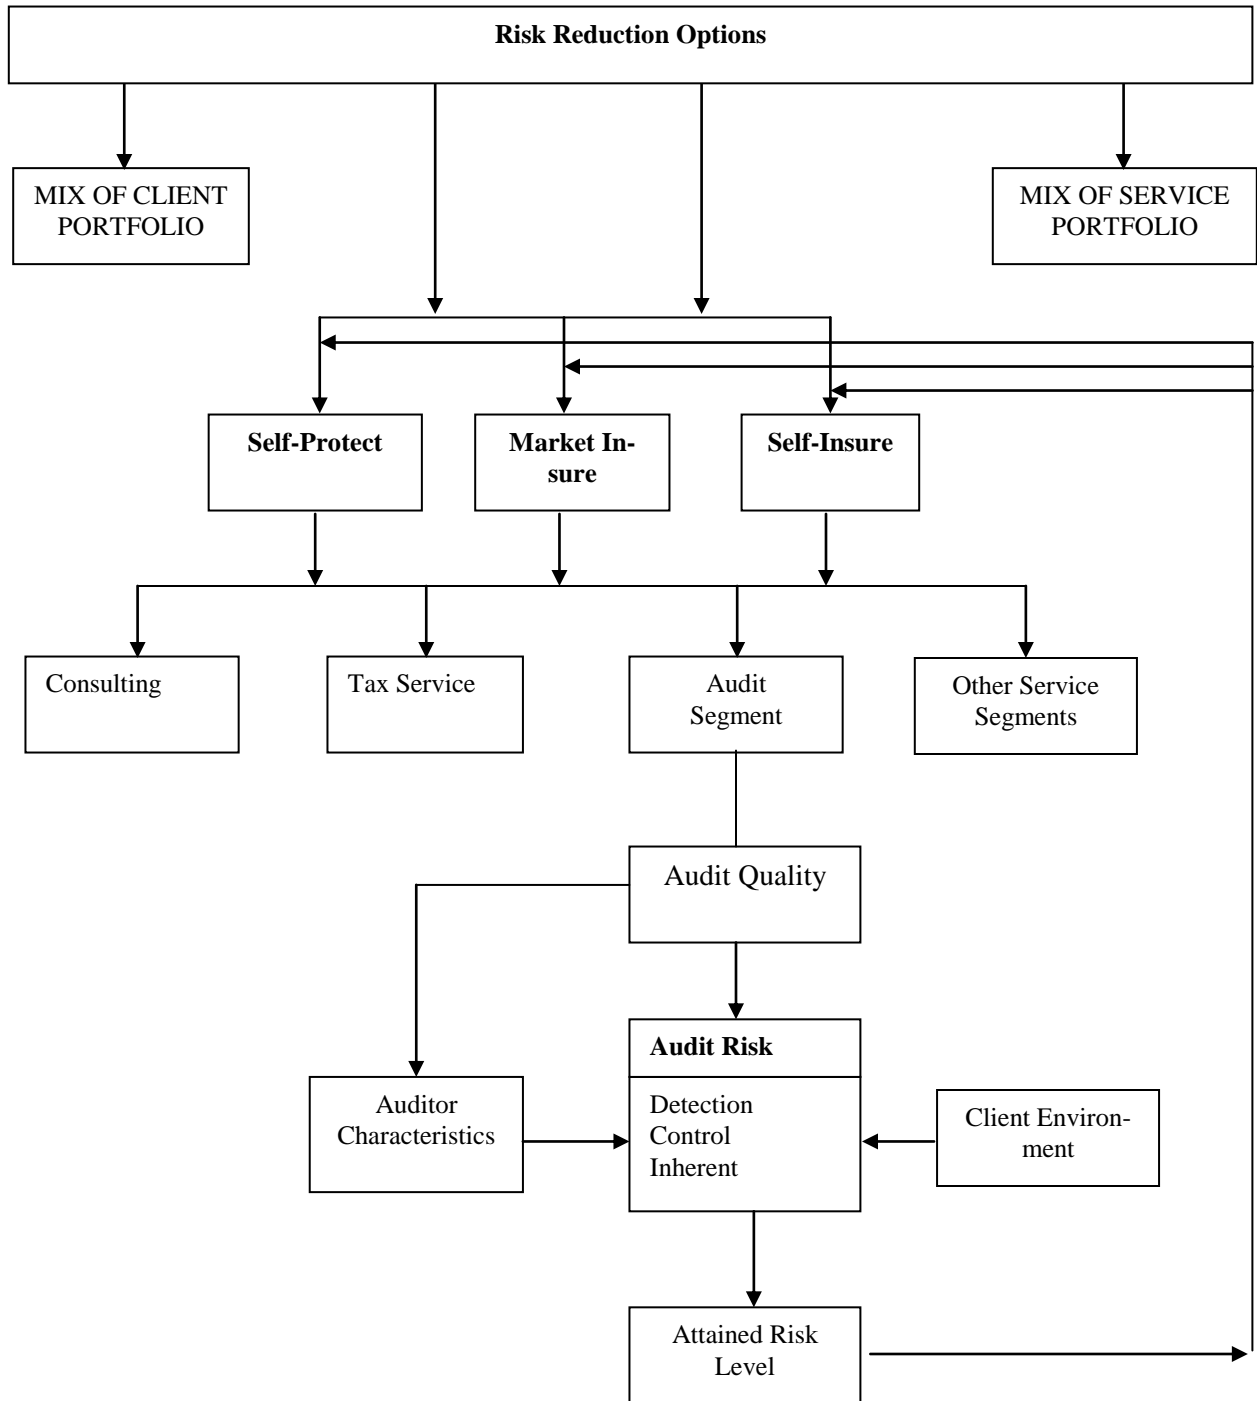 Risk Reduction Options
MIX OF CLIENT
PORTFOLIO
MIX OF SERVICE
PORTFOLIO
Self-Protect
Market In-
sure
Self-Insure
Consulting
Tax Service
Audit
Segment
Other Service
Segments
Audit Quality
Audit Risk
Detection
Control
Inherent
Auditor
Characteristics
Client Environ-
ment
Attained Risk
Level